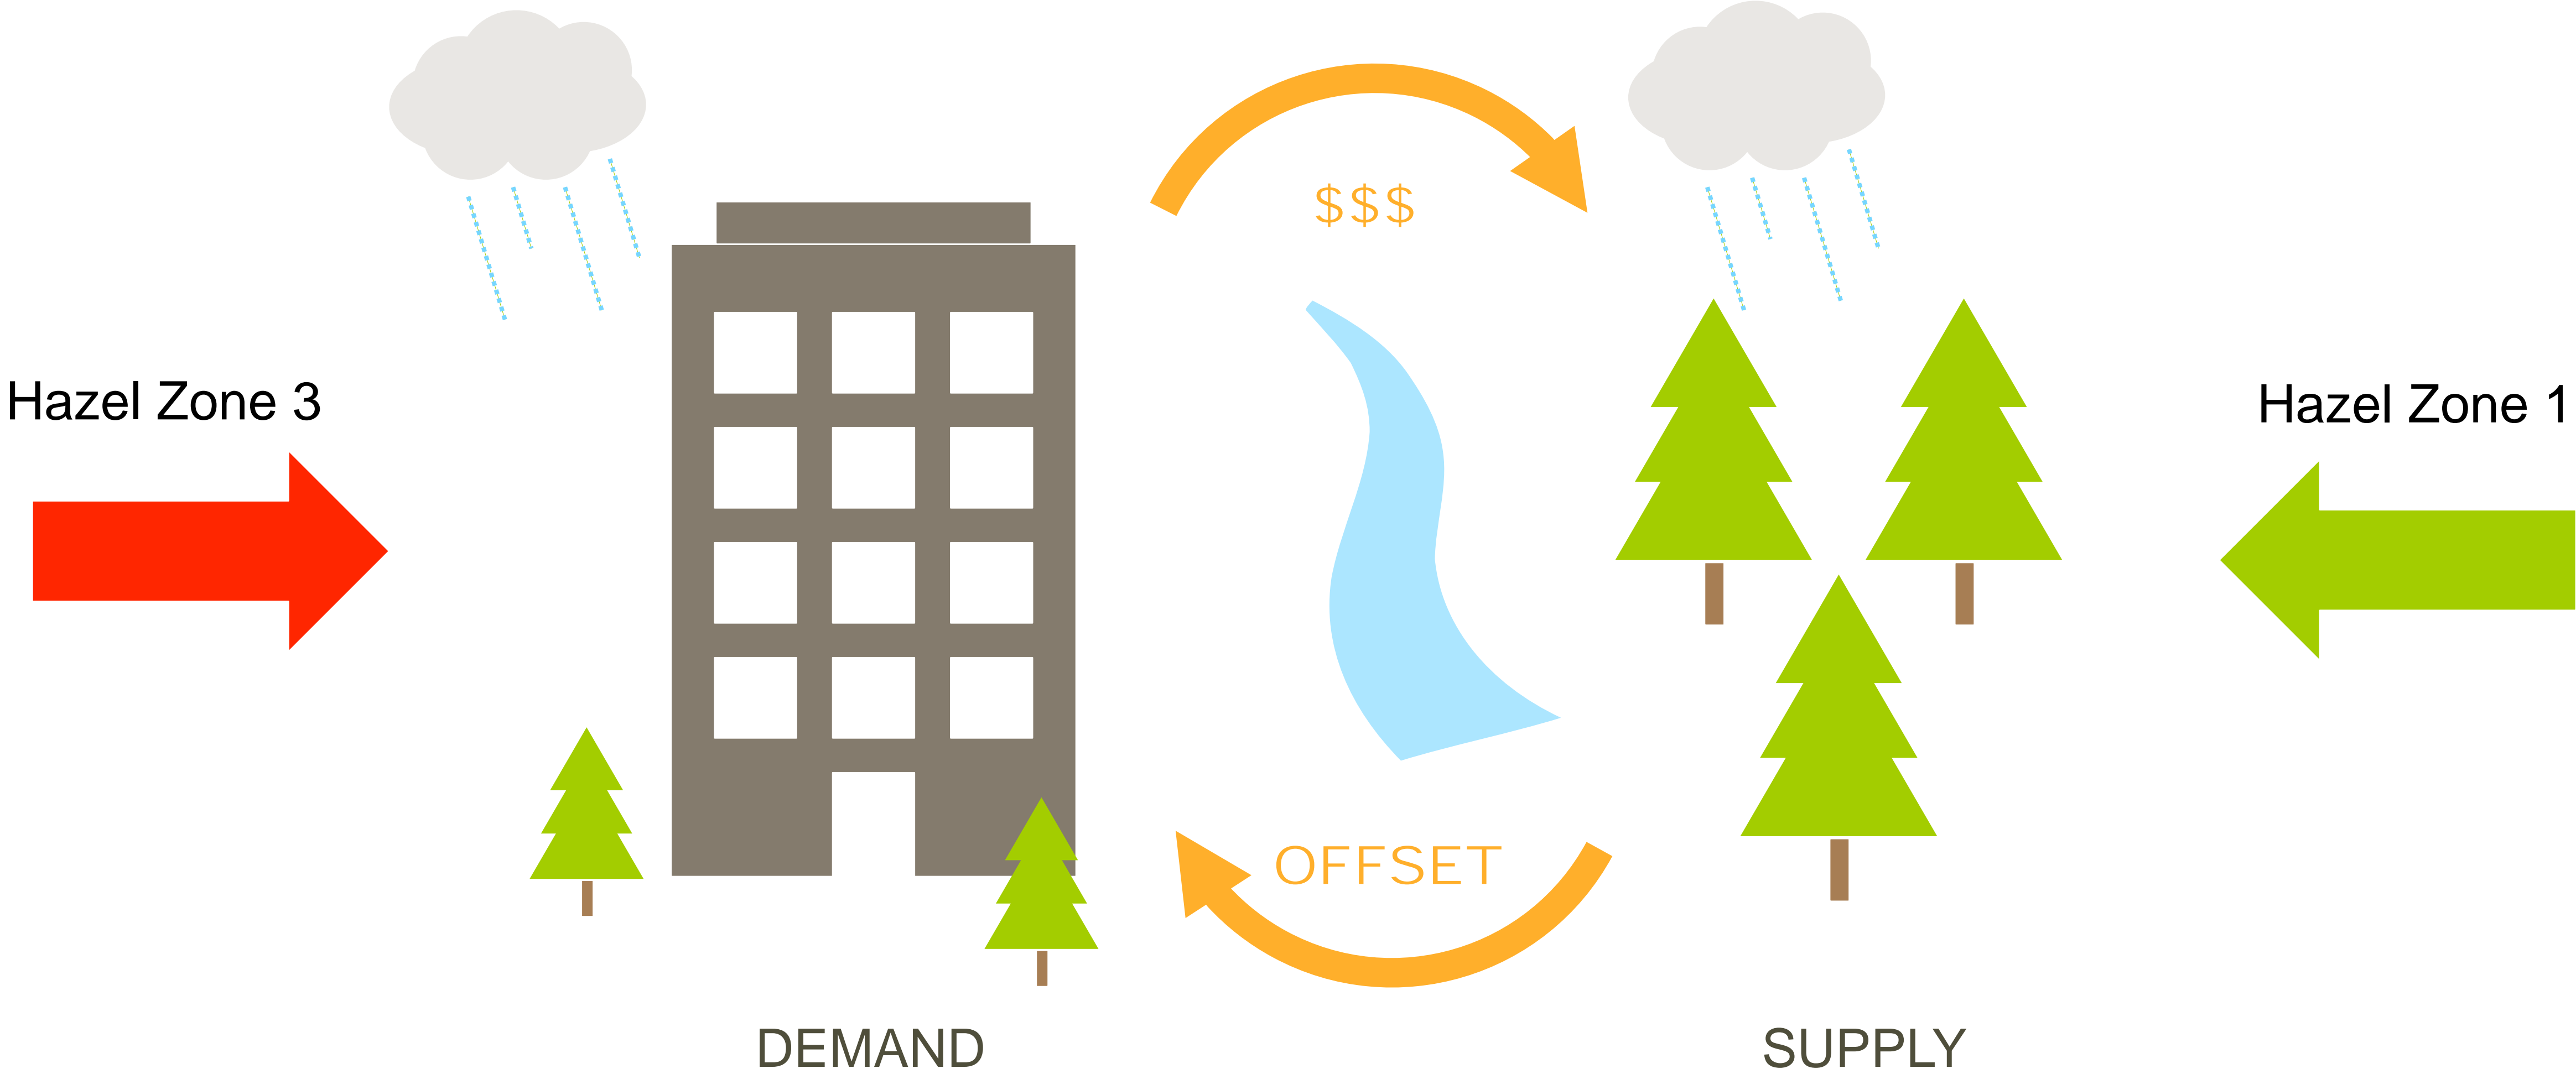 $$$
Hazel Zone 3
Hazel Zone 1
OFFSET
DEMAND
SUPPLY